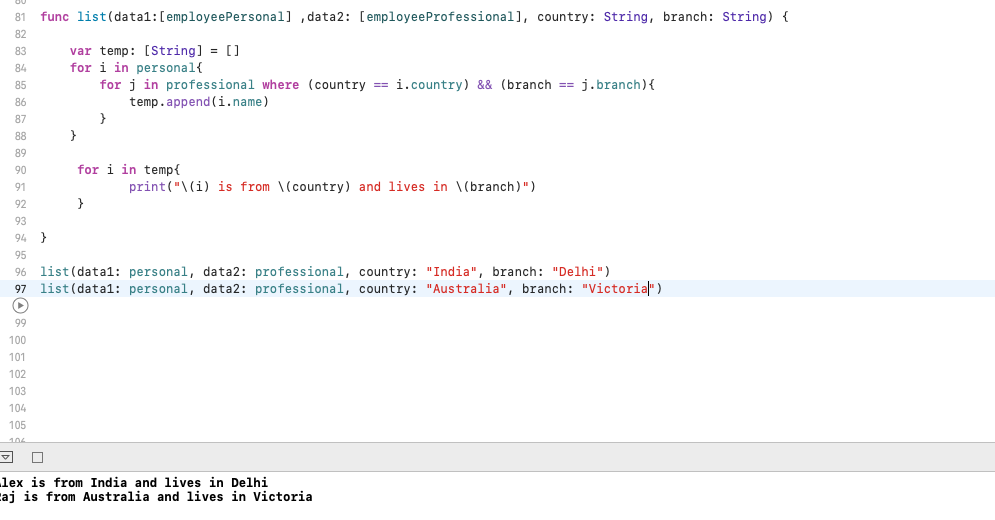 81 func list(data1:[employeePersonal] ,data2: [employeeProfessional], country: String, branch: String) {
82
83 var temp: [String] = []
84 for i in personal{
85 for j in professional where (country == i.country) && (branch == j.branch){
86 temp.append(i.name)
87 }
88 }
89
90 for i in temp{
91 print("\(i) is from \(country) and lives in \(branch)")
92 }
93
94 }
95
96 list(data1: personal, data2: professional, country: "India", branch: "Delhi")
97 list(data1: personal, data2: professional, country: "Australia", branch: "Victoria")
99
100
101
102
103
104
105
lex is from India and lives in Delhi
aj is from Australia and lives in Victoria